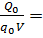 Q₀/q₀V =